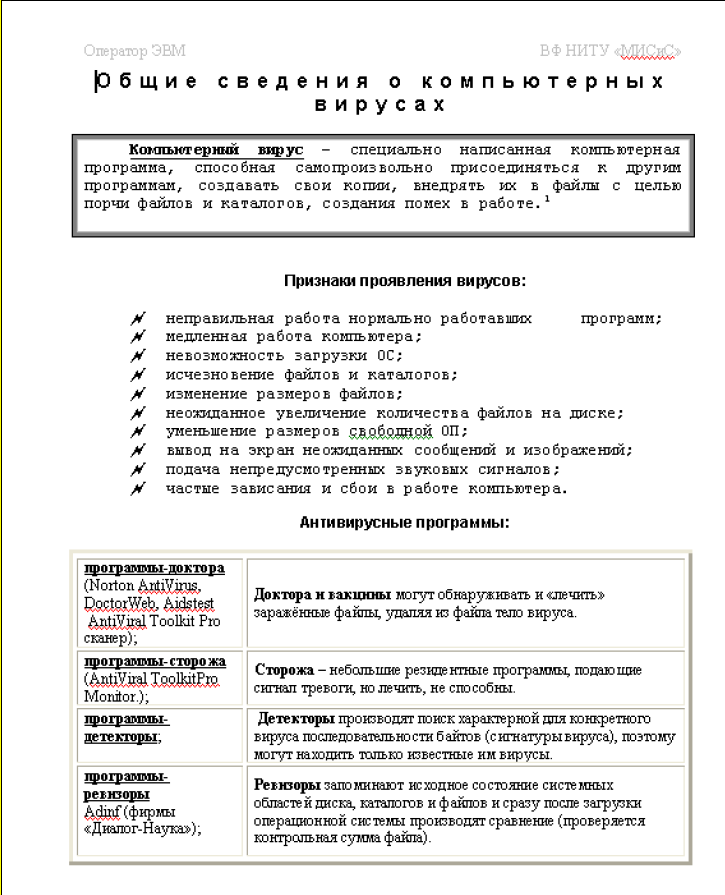 Оператор ЭВМ ВФ НИТУ «МИСиС»
Общие сведения о компьютерных
вирусах
Компьютерный вирус – специально написанная компьютерная
программа, способная самопроизвольно присоединяться к другим
программам, создавать свои копии, внедрять их в файлы с целью
порчи файлов и каталогов, создания помех в работе.¹
Признаки проявления вирусов:
неправильная работа нормально работавших программ;
медленная работа компьютера;
невозможность загрузки ОС;
исчезновение файлов и каталогов;
изменение размеров файлов;
неожиданное увеличение количества файлов на диске;
уменьшение размеров свободной ОП;
вывод на экран неожиданных сообщений и изображений;
подача непредусмотренных звуковых сигналов;
частые зависания и сбои в работе компьютера.
Антивирусные программы:
программы-доктора
(Norton AntiVirus,
DoctorWeb, Aidstest
AntiViral Toolkit Pro
сканер);
Доктора и вакцины могут обнаруживать и «лечить»
заражённые файлы, удаляя из файла тело вируса.
программы-сторожа
(AntiViral ToolkitPro
Monitor.);
Сторожа – небольшие резидентные программы, подающие
сигнал тревоги, но лечить, не способны.
программы-
детекторы;
Детекторы производят поиск характерной для конкретного
вируса последовательности байтов (сигнатуры вируса), поэтому
могут находить только известные им вирусы.
программы-
ревизоры
Adinf (фирмы
«Диалог-Наука»);
Ревизоры запоминают исходное состояние системных
областей диска, каталогов и файлов и сразу после загрузки
операционной системы производят сравнение (проверяется
контрольная сумма файла).